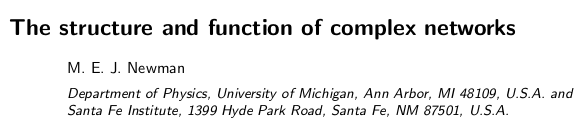 The structure and function of complex networks
M. E. J. Newman
Department of Physics, University of Michigan, Ann Arbor, MI 48109, U.S.A. and
Santa Fe Institute, 1399 Hyde Park Road, Santa Fe, NM 87501, U.S.A.